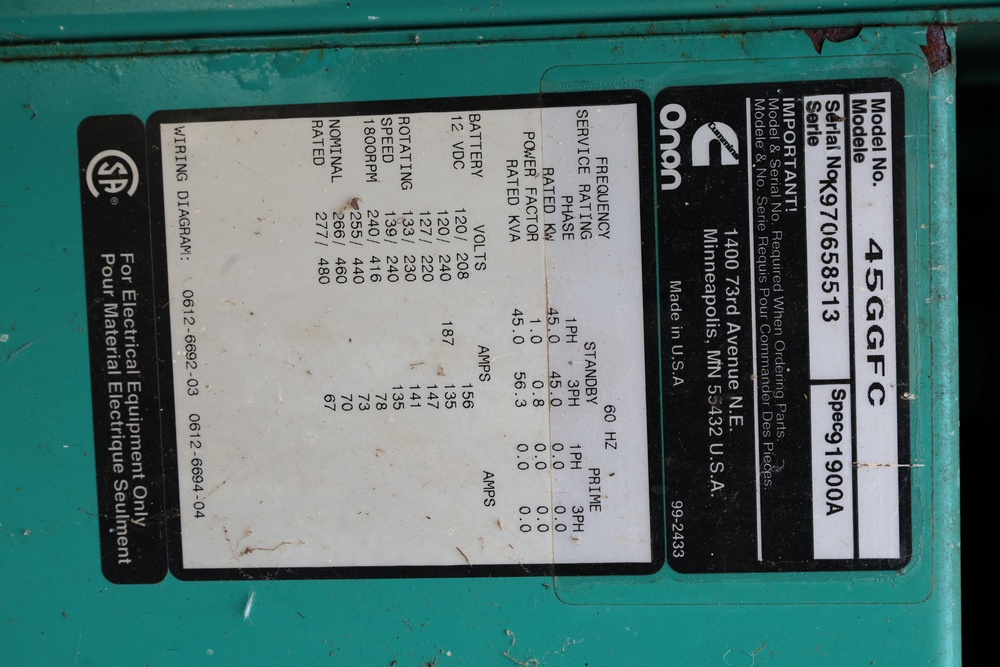 Model No.
Modele
45GGFC
Serial No.
Serie
K970658513
Spec
91900A
IMPORTANT!
Model & Serial No. Required When Ordering Parts.
Modele & No. Serie Requis Pour Commander Des Pieces.
Cummins
Onan
1400 73rd Avenue N.E.
Minneapolis, MN 55432 U.S.A.
Made in U.S.A
99-2433
FREQUENCY 60 HZ
SERVICE RATING STANDBY PRIME
PHASE 1PH 3PH 1PH 3PH
RATED KW 45.0 45.0 0.0 0.0
POWER FACTOR 1.0 0.8 0.0 0.0
RATED KVA 45.0 56.3 0.0 0.0
VOLTS AMPS AMPS
BATTERY 120/ 208 156
12 VDC 120/ 240 187 135
127/ 220 147
ROTATING 133/ 230 141
SPEED 139/ 240 135
1800RPM 240/ 416 78
255/ 440 73
NOMINAL 266/ 460 70
RATED 277/ 480 67
WIRING DIAGRAM: 0612-6692-03 0612-6694-04
SA®
For Electrical Equipment Only
Pour Material Electrique Seulment